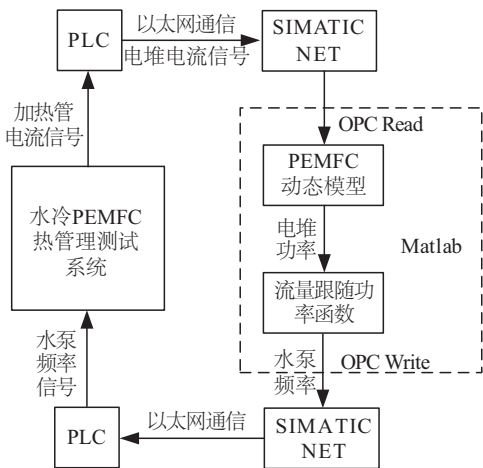 PLC
以太网通信
电堆电流信号
SIMATIC
NET
加热管
电流信号
OPC Read
PEMFC
动态模型
水冷PEMFC
热管理测试
系统
电堆
功率
Matlab
流量跟随功
率函数
水泵
频率
信号
水泵
频率
OPC Write
PLC
以太网通信
SIMATIC
NET